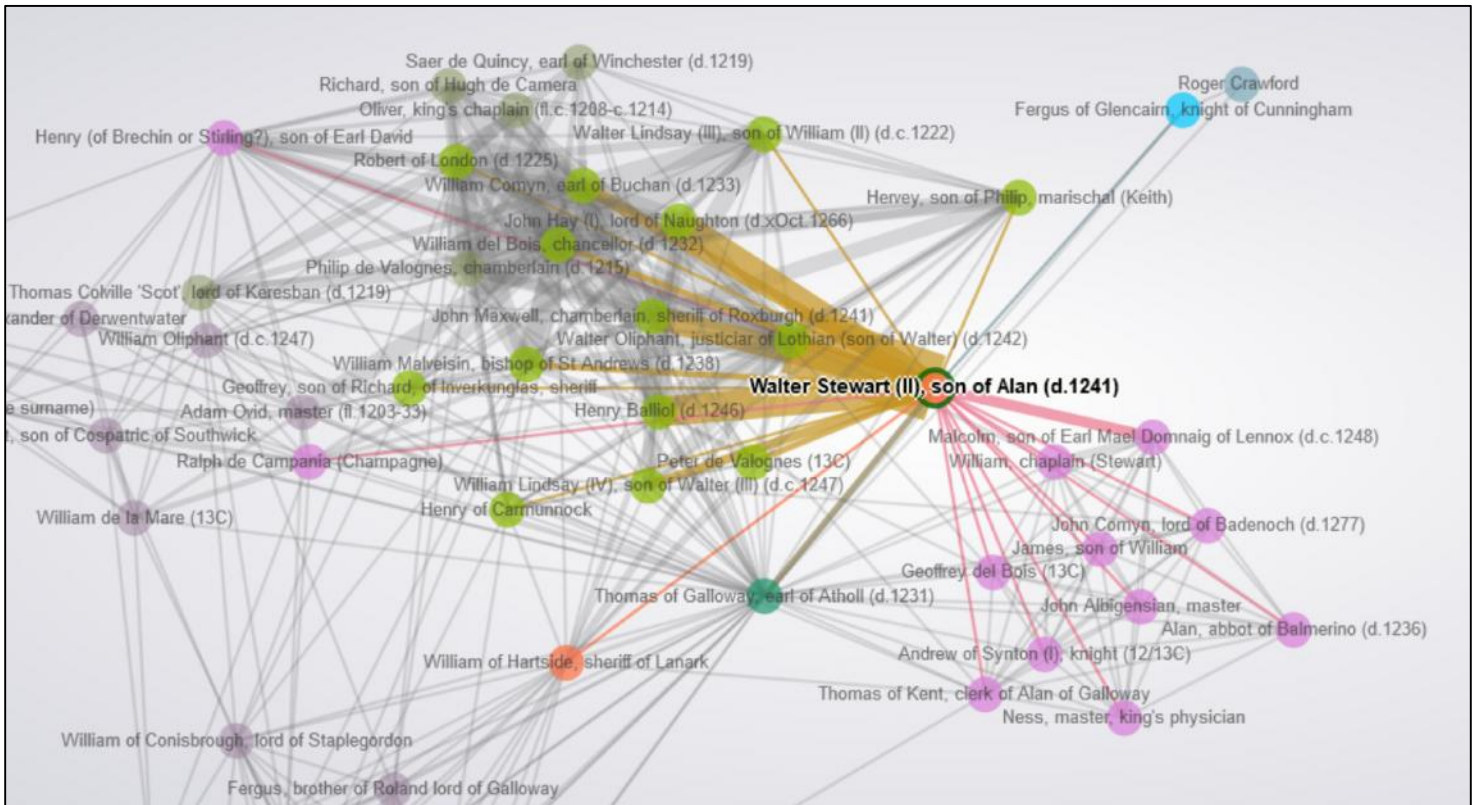 Saer de Quincy, earl of Winchester (d.1219)
Roger Crawford
Richard, son of Hugh de Camera
Oliver, king's chaplain (fl.c.1208-c.1214)
Fergus of Glencairn, knight of Cunningham
Henry (of Brechin or Stirling?), son of Earl David
Walter Lindsay (III), son of William (II) (d.c.1222)
Robert of London (d.1225)
William Comyn, earl of Buchan (d.1233)
Hervey, son of Philip, marischal (Keith)
John Hay (I), lord of Naughton (d.xOct.1266)
William del Bois, chancellor (d.1232)
Philip de Valognes, chamberlain (d.1215)
Thomas Colville 'Scot', lord of Keresban (d.1219)
ander of Derwentwater
John Maxwell, chamberlain, sheriff of Roxburgh (d.1241)
William Oliphant (d.c.1247)
Walter Oliphant, justiciar of Lothian (son of Walter) (d.1242)
William Malveisin, bishop of St Andrews (d.1238)
Geoffrey, son of Richard, of Inverkunglas, sheriff
Walter Stewart (II), son of Alan (d.1241)
e surname)
Adam Ovid, master (fl.1203-33)
Henry Balliol (d.1246)
, son of Cospatric of Southwick
Malcolm, son of Earl Mael Domnaig of Lennox (d.c.1248)
Ralph de Campania (Champagne)
Peter de Valognes (13C)
William, chaplain (Stewart)
William Lindsay (IV), son of Walter (III) (d.c.1247)
Henry of Carmunnock
William de la Mare (13C)
John Comyn, lord of Badenoch (d.1277)
James, son of William
Geoffrey del Bois (13C)
Thomas of Galloway, earl of Atholl (d.1231)
John Albigensian, master
Alan, abbot of Balmerino (d.1236)
William of Hartside, sheriff of Lanark
Andrew of Synton (I), knight (12/13C)
Thomas of Kent, clerk of Alan of Galloway
Ness, master, king's physician
William of Conisbrough, lord of Staplegordon
Fergus, brother of Roland lord of Galloway